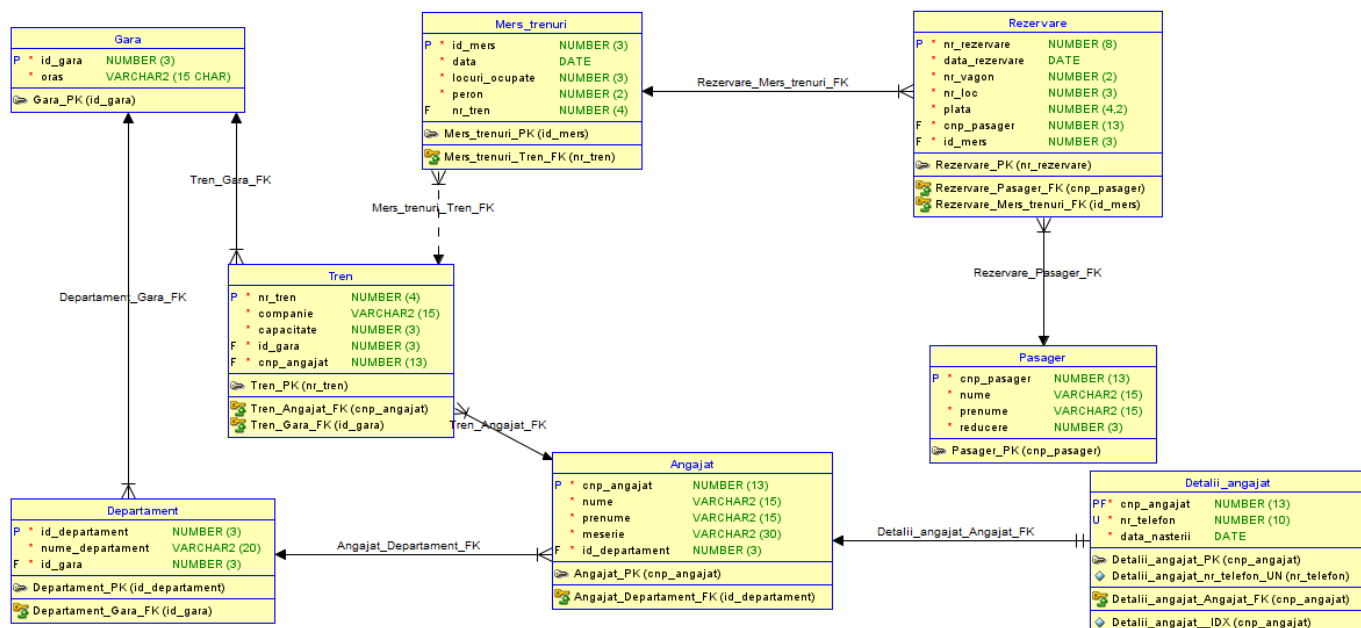 Gara
P * id_gara NUMBER (3)
* oras VARCHAR2 (15 CHAR)
Gara_PK (id_gara)
Mers_trenuri
P * id_mers NUMBER (3)
* data DATE
* locuri_ocupate NUMBER (3)
* peron NUMBER (2)
F nr_tren NUMBER (4)
Mers_trenuri_PK (id_mers)
Mers_trenuri_Tren_FK (nr_tren)
Rezervare_Mers_trenuri_FK
Rezervare
P * nr_rezervare NUMBER (8)
* data_rezervare DATE
* nr_vagon NUMBER (2)
* nr_loc NUMBER (3)
* plata NUMBER (4,2)
F * cnp_pasager NUMBER (13)
F * id_mers NUMBER (3)
Rezervare_PK (nr_rezervare)
Rezervare_Pasager_FK (cnp_pasager)
Rezervare_Mers_trenuri_FK (id_mers)
Tren_Gara_FK
Mers_trenuri_Tren_FK
Rezervare_Pasager_FK
Departament_Gara_FK
Tren
P * nr_tren NUMBER (4)
* companie VARCHAR2 (15)
* capacitate NUMBER (3)
F * id_gara NUMBER (3)
F * cnp_angajat NUMBER (13)
Tren_PK (nr_tren)
Tren_Angajat_FK (cnp_angajat)
Tren_Gara_FK (id_gara)
Tren_Angajat_FK
Pasager
P * cnp_pasager NUMBER (13)
* nume VARCHAR2 (15)
* prenume VARCHAR2 (15)
* reducere NUMBER (3)
Pasager_PK (cnp_pasager)
Departament
P * id_departament NUMBER (3)
* nume_departament VARCHAR2 (20)
F * id_gara NUMBER (3)
Departament_PK (id_departament)
Departament_Gara_FK (id_gara)
Angajat_Departament_FK
Angajat
P * cnp_angajat NUMBER (13)
* nume VARCHAR2 (15)
* prenume VARCHAR2 (15)
* meserie VARCHAR2 (30)
F * id_departament NUMBER (3)
Angajat_PK (cnp_angajat)
Angajat_Departament_FK (id_departament)
Detalii_angajat_Angajat_FK
Detalii_angajat
PF* cnp_angajat NUMBER (13)
U * nr_telefon NUMBER (10)
* data_nasterii DATE
Detalii_angajat_PK (cnp_angajat)
Detalii_angajat_nr_telefon_UN (nr_telefon)
Detalii_angajat_Angajat_FK (cnp_angajat)
Detalii_angajat__IDX (cnp_angajat)